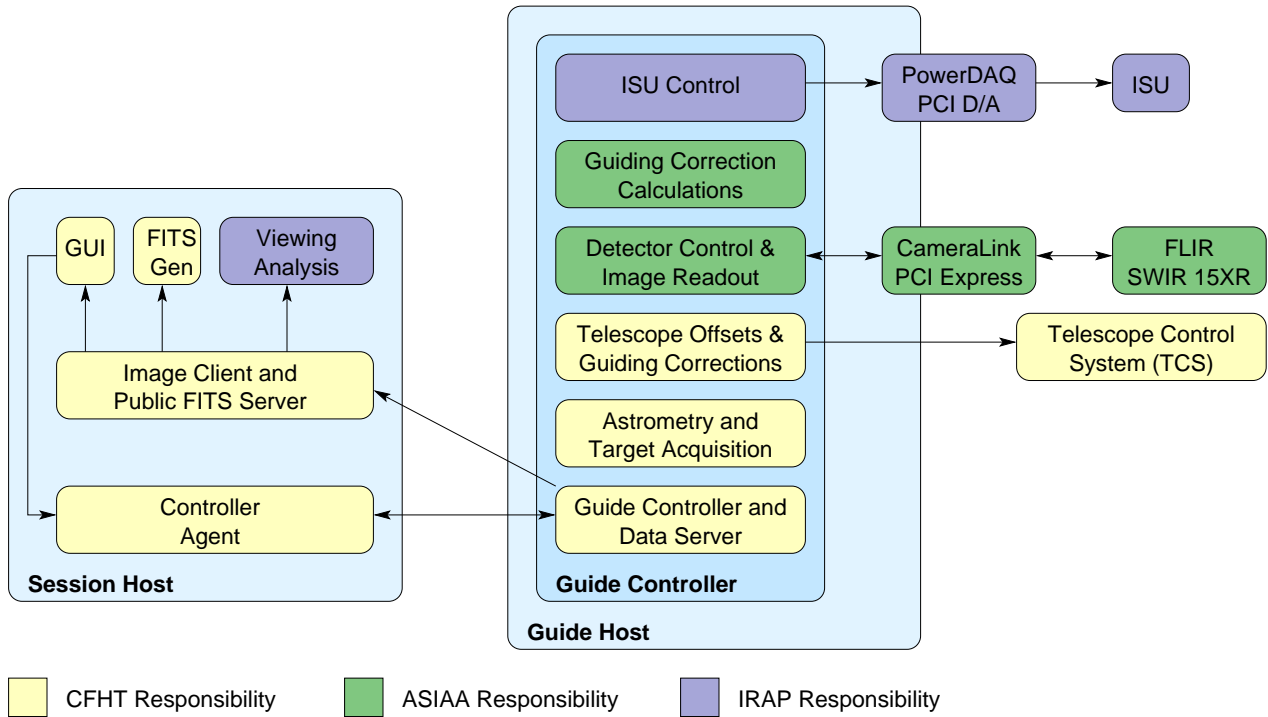 ISU Control
PowerDAQ
PCI D/A
ISU
Guiding Correction
Calculations
GUI
FITS
Gen
Viewing
Analysis
Detector Control &
Image Readout
CameraLink
PCI Express
FLIR
SWIR 15XR
Telescope Offsets &
Guiding Corrections
Telescope Control
System (TCS)
Image Client and
Public FITS Server
Astrometry and
Target Acquisition
Controller
Agent
Guide Controller and
Data Server
Session Host
Guide Controller
Guide Host
CFHT Responsibility
ASIAA Responsibility
IRAP Responsibility